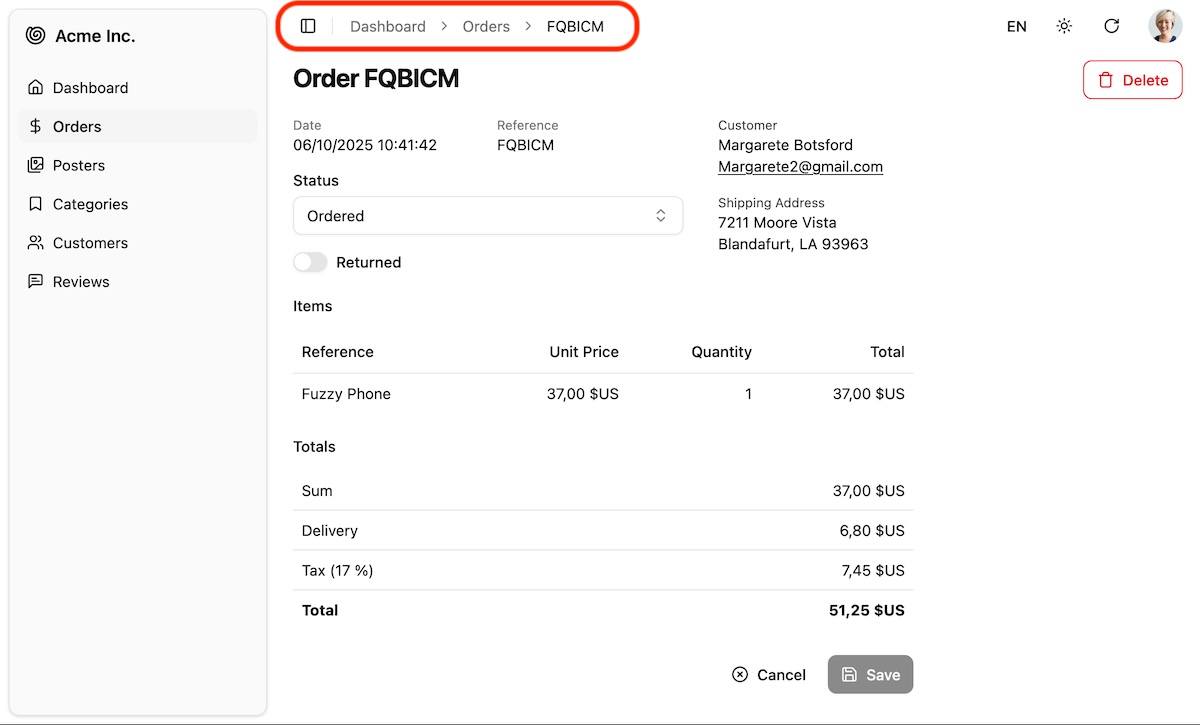 Acme Inc.
Dashboard
Orders
Posters
Categories
Customers
Reviews
Dashboard > Orders > FQBICM
EN
Order FQBICM
Delete
Date
06/10/2025 10:41:42
Reference
FQBICM
Customer
Margarete Botsford
Margarete2@gmail.com
Shipping Address
7211 Moore Vista
Blandafurt, LA 93963
Status
Ordered
Returned
Items
Reference Unit Price Quantity Total
Fuzzy Phone 37,00 $US 1 37,00 $US
Totals
Sum 37,00 $US
Delivery 6,80 $US
Tax (17 %) 7,45 $US
Total 51,25 $US
Cancel
Save